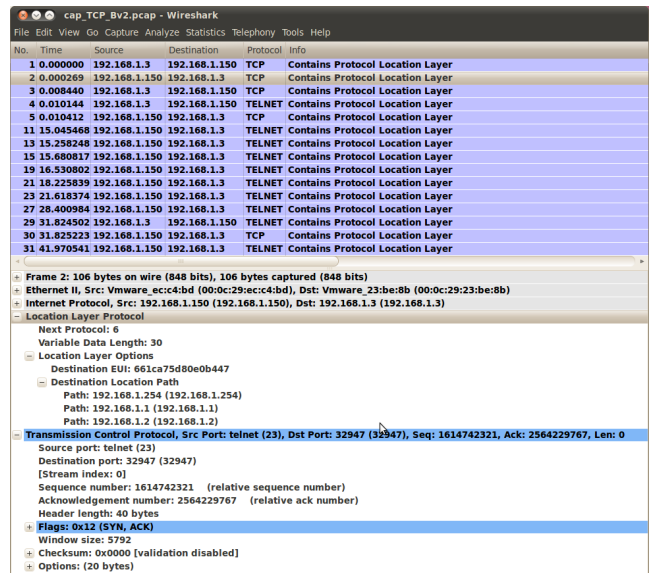 cap_TCP_Bv2.pcap - Wireshark
File Edit View Go Capture Analyze Statistics Telephony Tools Help
No. Time Source Destination Protocol Info
1 0.000000 192.168.1.3 192.168.1.150 TCP Contains Protocol Location Layer
2 0.000269 192.168.1.150 192.168.1.3 TCP Contains Protocol Location Layer
3 0.008440 192.168.1.3 192.168.1.150 TCP Contains Protocol Location Layer
4 0.010144 192.168.1.3 192.168.1.150 TELNET Contains Protocol Location Layer
5 0.010412 192.168.1.150 192.168.1.3 TCP Contains Protocol Location Layer
11 15.045468 192.168.1.150 192.168.1.3 TELNET Contains Protocol Location Layer
13 15.258248 192.168.1.150 192.168.1.3 TELNET Contains Protocol Location Layer
15 15.680817 192.168.1.150 192.168.1.3 TELNET Contains Protocol Location Layer
19 16.530802 192.168.1.150 192.168.1.3 TELNET Contains Protocol Location Layer
21 18.225839 192.168.1.150 192.168.1.3 TELNET Contains Protocol Location Layer
23 21.618374 192.168.1.150 192.168.1.3 TELNET Contains Protocol Location Layer
27 28.400984 192.168.1.150 192.168.1.3 TELNET Contains Protocol Location Layer
29 31.824502 192.168.1.3 192.168.1.150 TELNET Contains Protocol Location Layer
30 31.825223 192.168.1.150 192.168.1.3 TCP Contains Protocol Location Layer
31 41.970541 192.168.1.150 192.168.1.3 TELNET Contains Protocol Location Layer
Frame 2: 106 bytes on wire (848 bits), 106 bytes captured (848 bits)
Ethernet II, Src: Vmware_ec:c4:bd (00:0c:29:ec:c4:bd), Dst: Vmware_23:be:8b (00:0c:29:23:be:8b)
Internet Protocol, Src: 192.168.1.150 (192.168.1.150), Dst: 192.168.1.3 (192.168.1.3)
Location Layer Protocol
Next Protocol: 6
Variable Data Length: 30
Location Layer Options
Destination EUI: 661ca75d80e0b447
Destination Location Path
Path: 192.168.1.254 (192.168.1.254)
Path: 192.168.1.1 (192.168.1.1)
Path: 192.168.1.2 (192.168.1.2)
Transmission Control Protocol, Src Port: telnet (23), Dst Port: 32947 (32947), Seq: 1614742321, Ack: 2564229767, Len: 0
Source port: telnet (23)
Destination port: 32947 (32947)
[Stream index: 0]
Sequence number: 1614742321 (relative sequence number)
Acknowledgement number: 2564229767 (relative ack number)
Header length: 40 bytes
Flags: 0x12 (SYN, ACK)
Window size: 5792
Checksum: 0x0000 [validation disabled]
Options: (20 bytes)